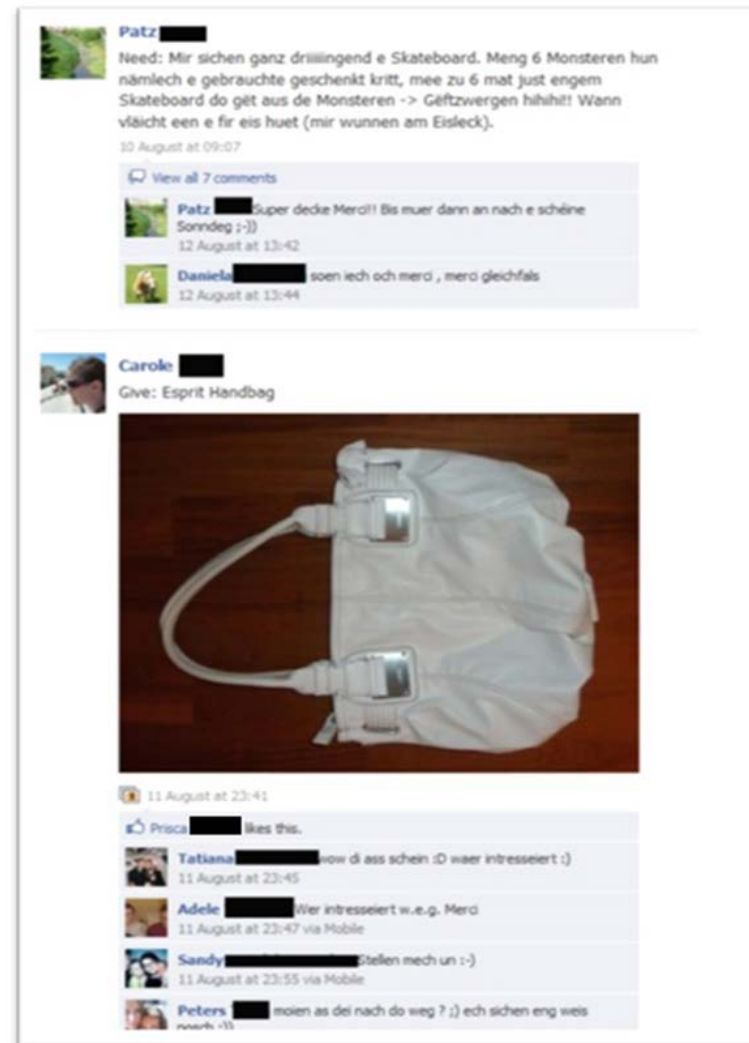 Patz
Need: Mir sichen ganz driiiiingend e Skateboard. Meng 6 Monsteren hun
nämlech e gebrauchte geschenkt kritt, mee zu 6 mat just engem
Skateboard do gët aus de Monsteren -> Gëftzwergen hihihi!! Wann
vläicht een e fir eis huet (mir wunnen am Eisleck).
10 August at 09:07
View all 7 comments
Patz Super decke Merci!! Bis muer dann an nach e schéine
Sonndeg ;-))
12 August at 13:42
Daniela soen iech och merci , merci gleichfals
12 August at 13:44
Carole
Give: Esprit Handbag
11 August at 23:41
Prisca likes this.
Tatiana wow di ass schein :D waer intresseiert :)
11 August at 23:45
Adele Wer intresseiert w.e.g. Merci
11 August at 23:47 via Mobile
Sandy Stellen mech un :-)
11 August at 23:55 via Mobile
Peters moien as dei nach do weg ? ;) ech sichen eng weis
posch :))